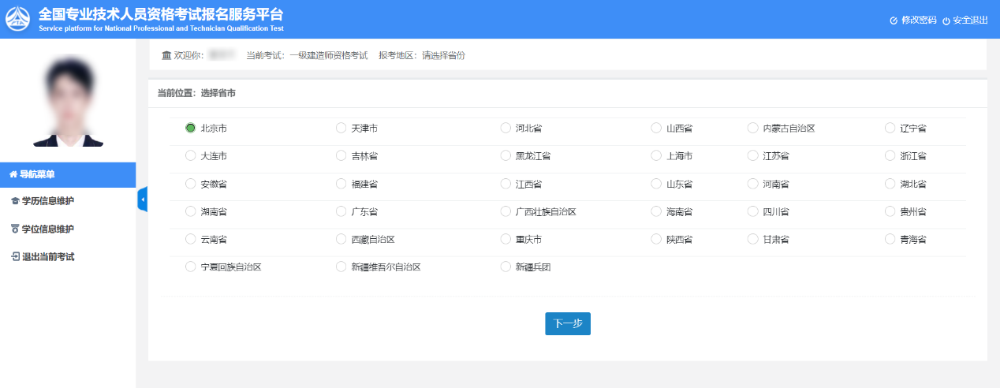 全国专业技术人员资格考试报名服务平台
Service platform for National Professional and Technician Qualification Test
修改密码 安全退出
欢迎你： 当前考试：一级建造师资格考试 报考地区：请选择省份
当前位置：选择省市
导航菜单
学历信息维护
学位信息维护
退出当前考试
北京市 天津市 河北省 山西省 内蒙古自治区 辽宁省
大连市 吉林省 黑龙江省 上海市 江苏省 浙江省
安徽省 福建省 江西省 山东省 河南省 湖北省
湖南省 广东省 广西壮族自治区 海南省 四川省 贵州省
云南省 西藏自治区 重庆市 陕西省 甘肃省 青海省
宁夏回族自治区 新疆维吾尔自治区 新疆兵团
下一步